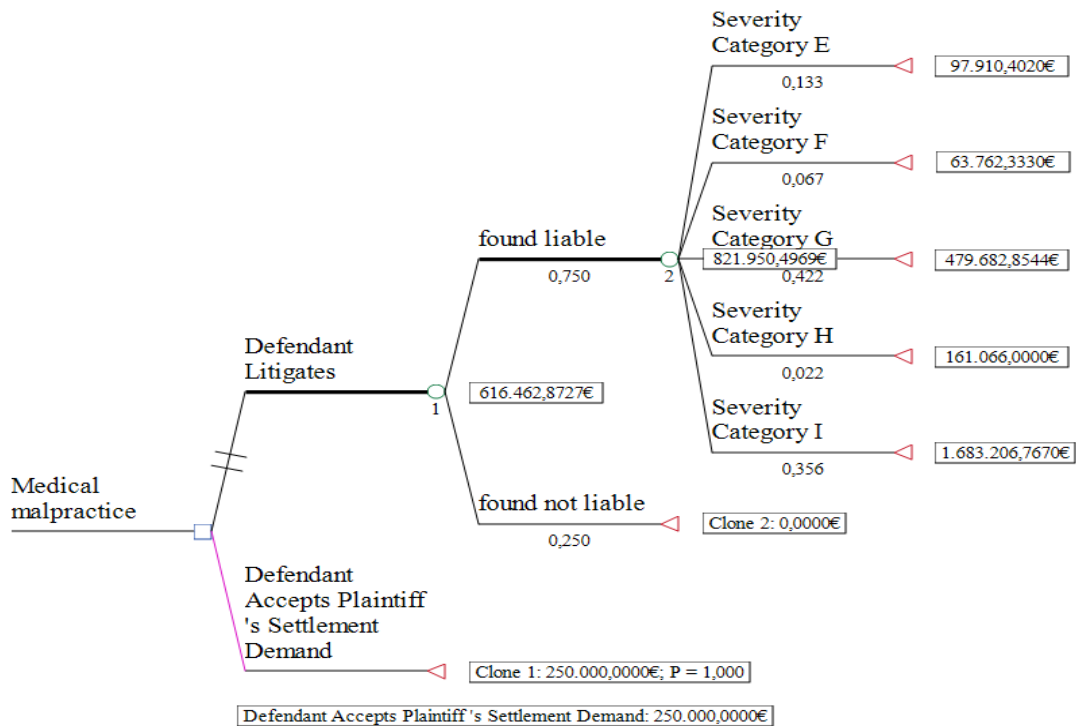 Severity
Category E
0,133
97.910,4020€
Severity
Category F
0,067
63.762,3330€
Severity
Category G
found liable
0,750
2
821.950,4969€
0,422
479.682,8544€
Severity
Category H
0,022
161.066,0000€
Defendant
Litigates
1
616.462,8727€
Severity
Category I
0,356
1.683.206,7670€
Medical
malpractice
found not liable
0,250
Clone 2: 0,0000€
Defendant
Accepts Plaintiff
's Settlement
Demand
Clone 1: 250.000,0000€; P = 1,000
Defendant Accepts Plaintiff 's Settlement Demand: 250.000,0000€